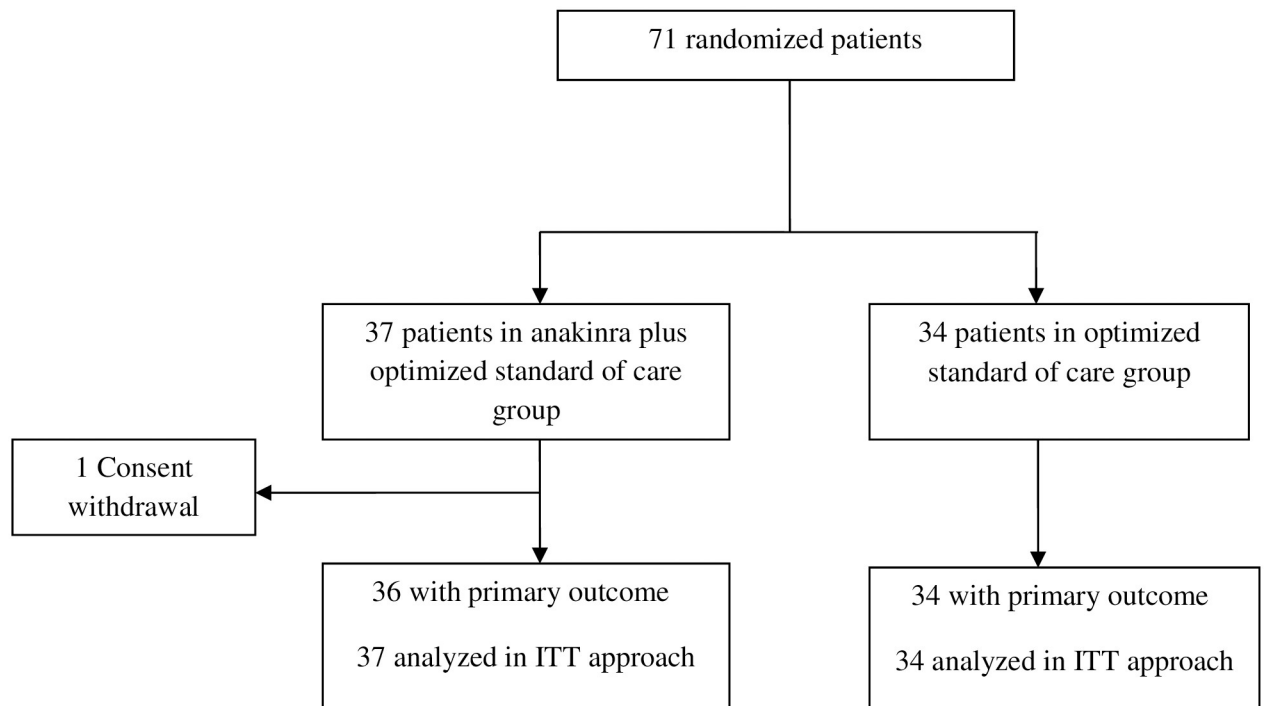 71 randomized patients
37 patients in anakinra plus
optimized standard of care
group
34 patients in optimized
standard of care group
1 Consent
withdrawal
36 with primary outcome
37 analyzed in ITT approach
34 with primary outcome
34 analyzed in ITT approach